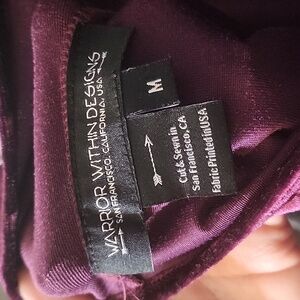 WARRIOR WITHIN DESIGNS
SAN FRANCISCO, CALIFORNIA, USA
M
Cut & Sewn in
San Francisco, CA
Fabric Printed in USA